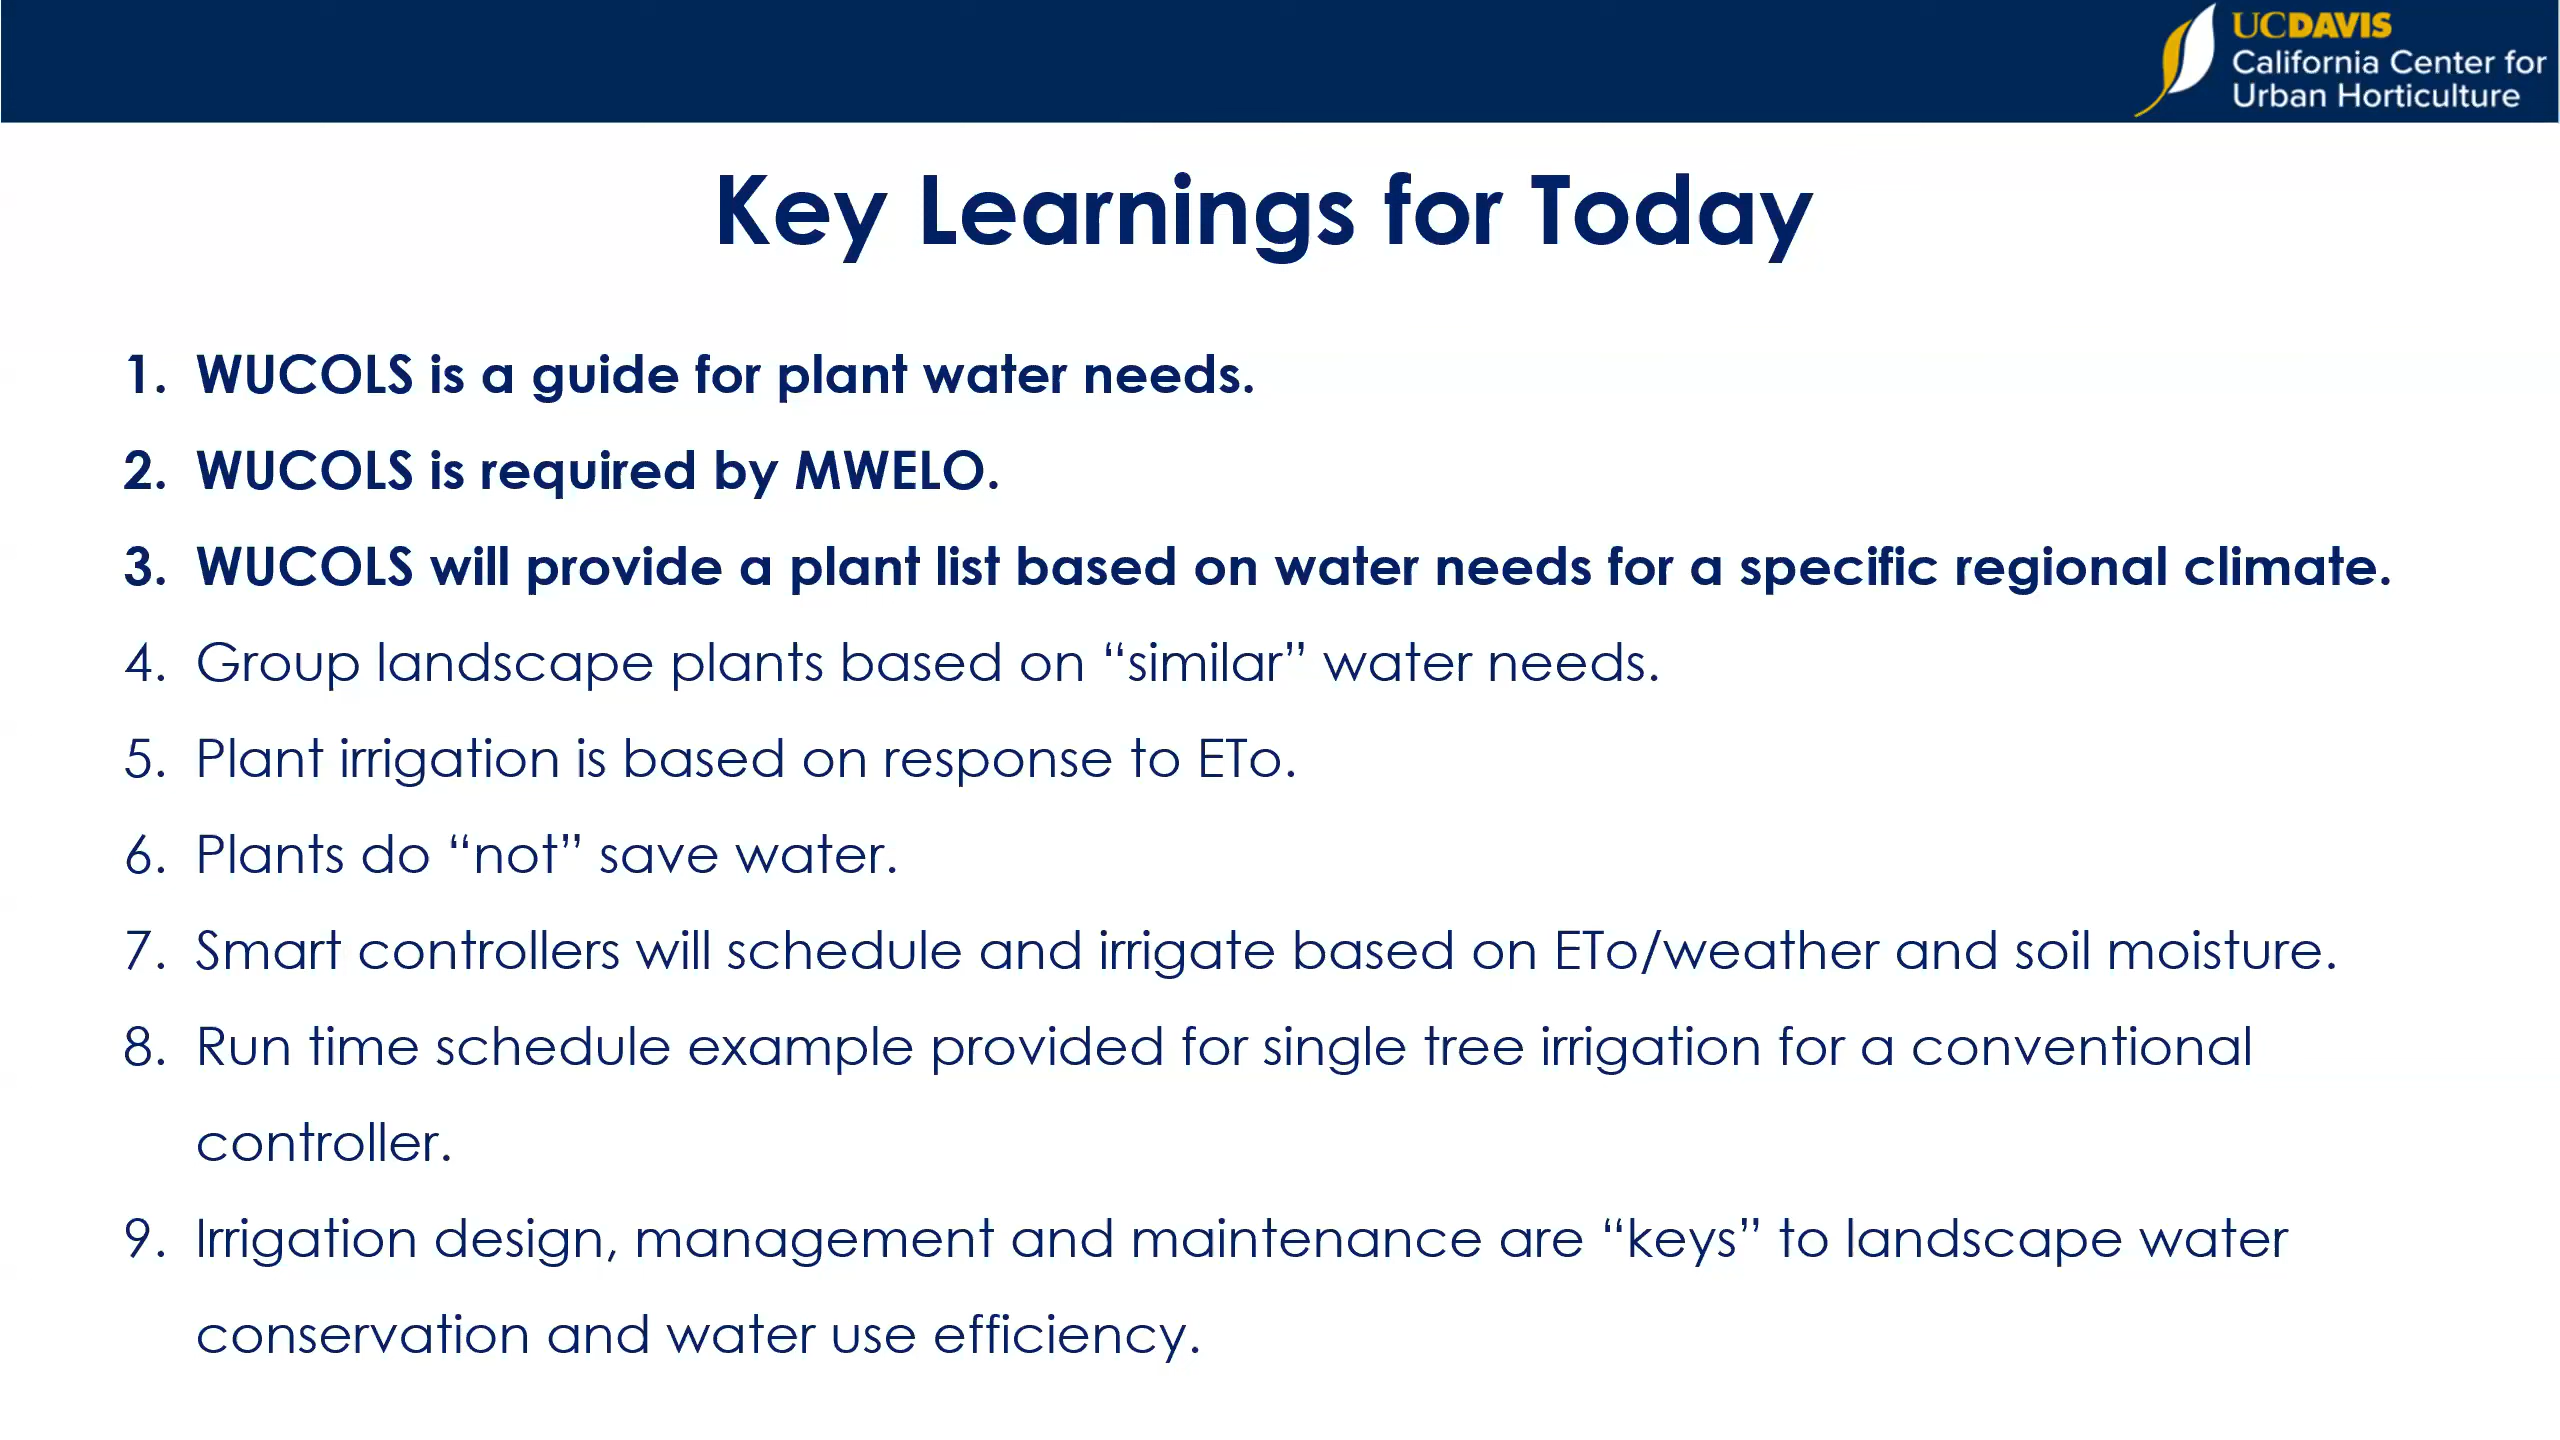 UCDAVIS
California Center for
Urban Horticulture
Key Learnings for Today
1. WUCOLS is a guide for plant water needs.
2. WUCOLS is required by MWELO.
3. WUCOLS will provide a plant list based on water needs for a specific regional climate.
4. Group landscape plants based on “similar” water needs.
5. Plant irrigation is based on response to ETo.
6. Plants do “not” save water.
7. Smart controllers will schedule and irrigate based on ETo/weather and soil moisture.
8. Run time schedule example provided for single tree irrigation for a conventional
controller.
9. Irrigation design, management and maintenance are “keys” to landscape water
conservation and water use efficiency.